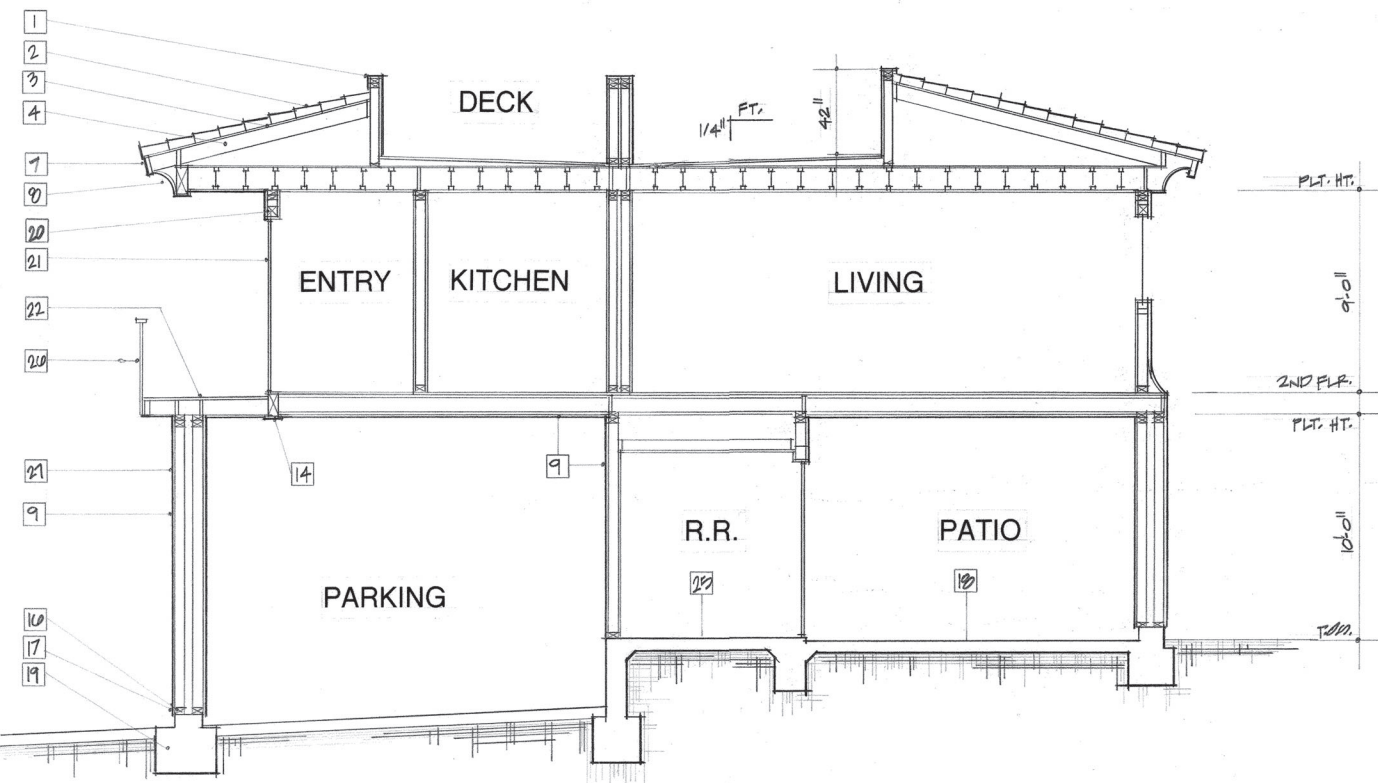 1
2
3
4
7
8
DECK
1/4" FT.
42"
PLT. HT.
20
21
22
26
ENTRY
KITCHEN
LIVING
9'-0"
2ND FLR.
PLT. HT.
14
9
27
9
R.R.
PATIO
10'-0"
25
18
PARKING
16
17
19